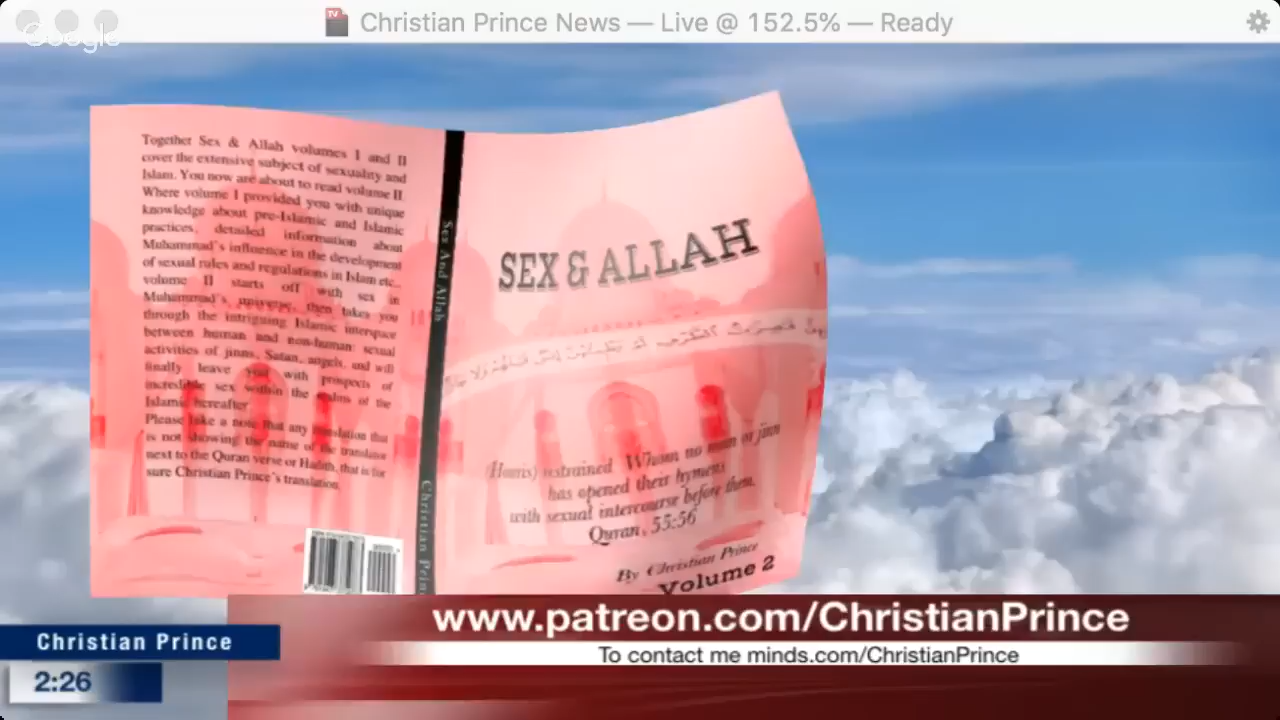 Christian Prince News — Live @ 152.5% — Ready
Google
Together Sex & Allah volumes I and II
cover the extensive subject of sexuality and
Islam. You now are about to read volume II.
Where volume I provided you with unique
knowledge about pre-Islamic and Islamic
practices, detailed information about
Muhammad's influence in the development
of sexual rules and regulations in Islam etc.,
volume II starts off with sex in
Muhammad's universe, then takes you
through the intriguing Islamic interspace
between human and non-human: sexual
activities of jinns, Satan, angels, and will
finally leave you with prospects of
incredible sex within the realms of the
Islamic hereafter.
Please take a note that any translation that
is not showing the name of the translator
next to the Quran verse or Hadith, that is for
sure Christian Prince's translation.
Sex And Allah
Christian Prin
SEX & ALLAH
restrained Whom no man or jinn
has opened their hymens
with sexual intercourse before them.
Quran, 55:56
By Christian Prince
Volume 2
www.patreon.com/ChristianPrince
To contact me minds.com/ChristianPrince
Christian Prince
2:26